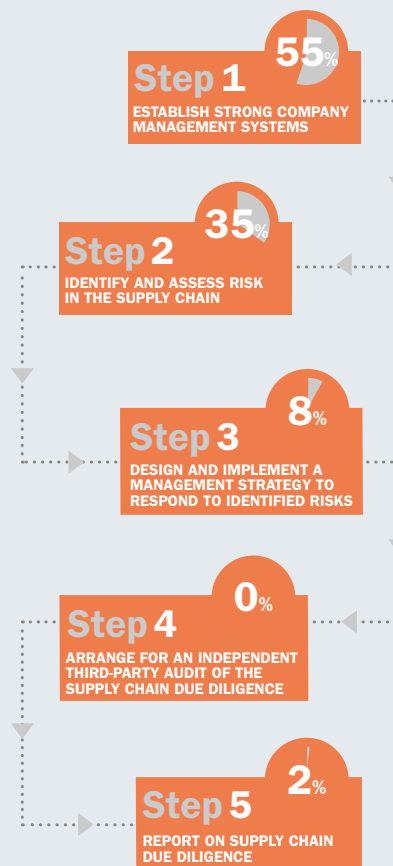 55%
Step 1
ESTABLISH STRONG COMPANY
MANAGEMENT SYSTEMS
35%
Step 2
IDENTIFY AND ASSESS RISK
IN THE SUPPLY CHAIN
8%
Step 3
DESIGN AND IMPLEMENT A
MANAGEMENT STRATEGY TO
RESPOND TO IDENTIFIED RISKS
0%
Step 4
ARRANGE FOR AN INDEPENDENT
THIRD-PARTY AUDIT OF THE
SUPPLY CHAIN DUE DILIGENCE
2%
Step 5
REPORT ON SUPPLY CHAIN
DUE DILIGENCE